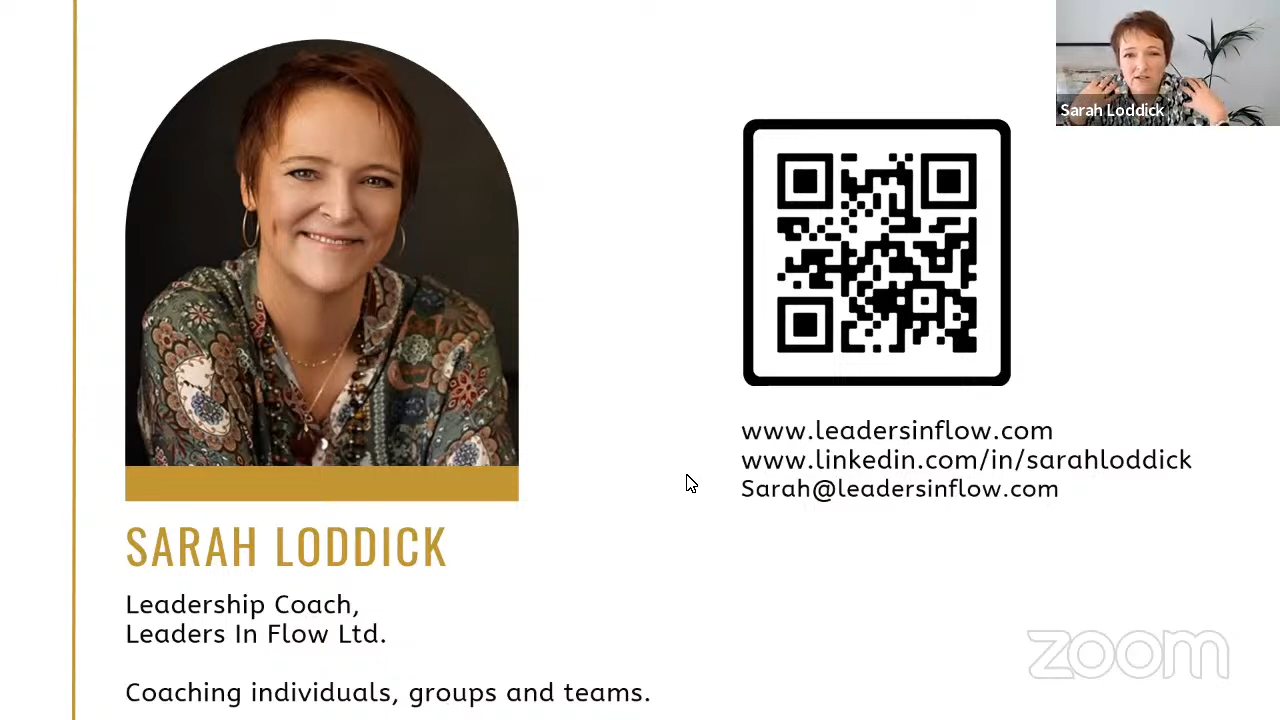 Sarah Loddick
www.leadersinflow.com
www.linkedin.com/in/sarahloddick
Sarah@leadersinflow.com
SARAH LODDICK
Leadership Coach,
Leaders In Flow Ltd.
Coaching individuals, groups and teams.
zoom